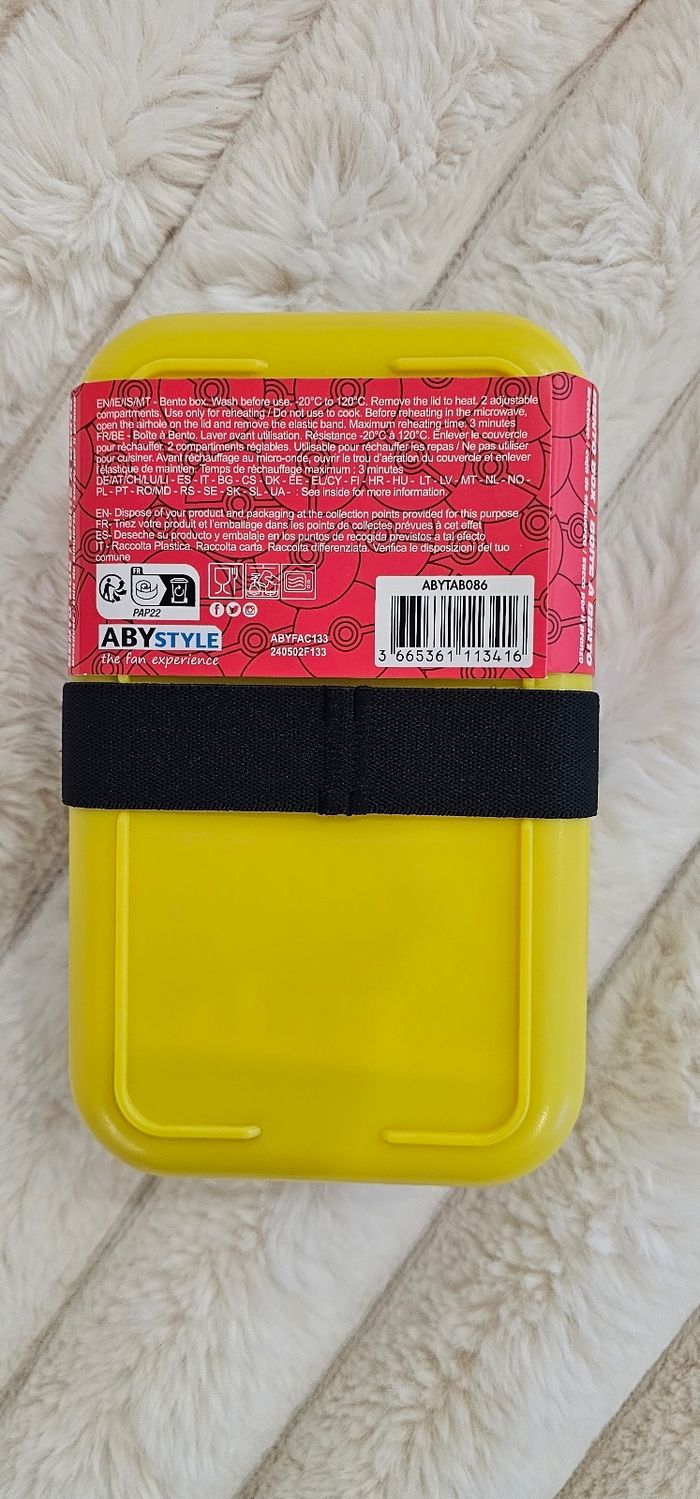 EN/IE/IS/MT - Bento box. Wash before use. -20°C to 120°C. Remove the lid to heat. 2 adjustable
compartments. Use only for reheating / Do not use to cook. Before reheating in the microwave,
open the airhole on the lid and remove the elastic band. Maximum reheating time: 3 minutes
FR/BE - Boîte à Bento. Laver avant utilisation. Résistance -20°C à 120°C. Enlever le couvercle
pour réchauffer. 2 compartiments réglables. Utilisable pour réchauffer les repas / Ne pas utiliser
pour cuisiner. Avant réchauffage au micro-onde, ouvrir le trou d'aération du couvercle et enlever
l'élastique de maintien. Temps de réchauffage maximum : 3 minutes
DE/AT/CH/LU/LI - ES - IT - BG - CS - DK - EE - EL/CY - FI - HR - HU - LT - LV - MT - NL - NO -
PL - PT - RO/MD - RS - SE - SK - SL - UA - : See inside for more information.
EN- Dispose of your product and packaging at the collection points provided for this purpose
FR- Triez votre produit et l'emballage dans les points de collectes prévues à cet effet
ES- Deseche su producto y embalaje en los puntos de recogida previstos a tal efecto
IT- Raccolta Plastica. Raccolta carta. Raccolta differenziata. Verifica le disposizioni del tuo
comune
FR
PAP22
ABYSTYLE
the fan experience
ABYFAC133
240502F133
ABYTAB086
3 665361 113416
BOX / BOÎTE À BENTO